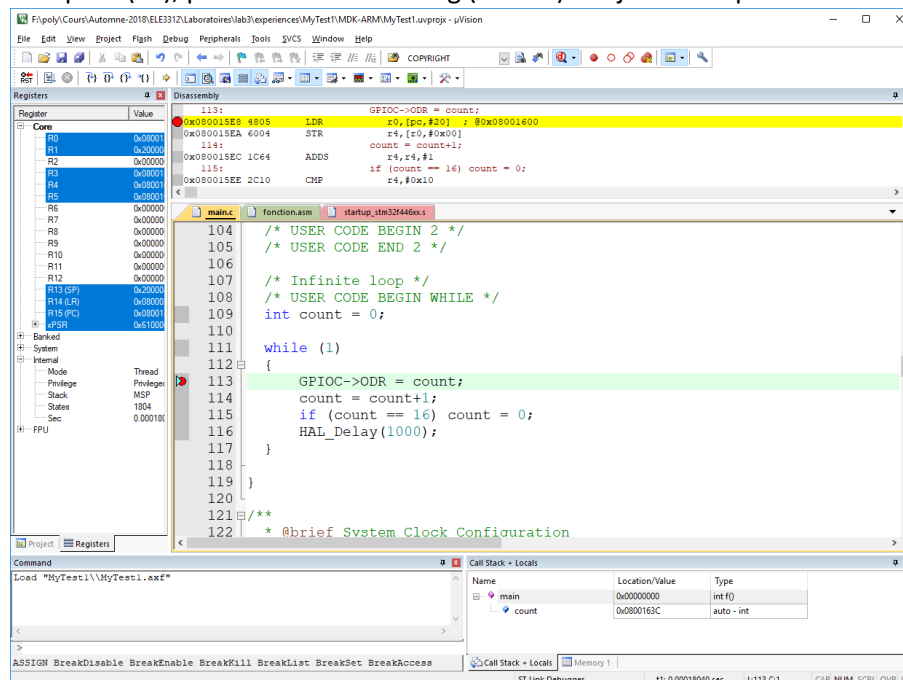 F:\poly\Cours\Automne-2018\ELE3312\Laboratoires\lab3\experiences\MyTest1\MDK-ARM\MyTest1.uvprojx - µVision
File Edit View Project Flash Debug Peripherals Tools SVCS Window Help
COPYRIGHT
RST
Registers
Register Value
Core
R0 0x08001
R1 0x20000
R2 0x00000
R3 0x08001
R4 0x08001
R5 0x08001
R6 0x00000
R7 0x00000
R8 0x00000
R9 0x00000
R10 0x00000
R11 0x00000
R12 0x00000
R13 (SP) 0x20000
R14 (LR) 0x08000
R15 (PC) 0x08001
xPSR 0x61000
Banked
System
Internal
Mode Thread
Privilege Privileged
Stack MSP
States 1804
Sec 0.000180
FPU
Project Registers
Disassembly
113: GPIOC->ODR = count;
0x080015E8 4805 LDR r0,[pc,#20] ; @0x08001600
0x080015EA 6004 STR r4,[r0,#0x00]
114: count = count+1;
0x080015EC 1C64 ADDS r4,r4,#1
115: if (count == 16) count = 0;
0x080015EE 2C10 CMP r4,#0x10
main.c fonction.asm startup_stm32f446xx.s
104 /* USER CODE BEGIN 2 */
105 /* USER CODE END 2 */
106
107 /* Infinite loop */
108 /* USER CODE BEGIN WHILE */
109 int count = 0;
110
111 while (1)
112 {
113 GPIOC->ODR = count;
114 count = count+1;
115 if (count == 16) count = 0;
116 HAL_Delay(1000);
117 }
118
119 }
120
121 /**
122 * @brief System Clock Configuration
Command
Load "MyTest1\\MyTest1.axf"
>
ASSIGN BreakDisable BreakEnable BreakKill BreakList BreakSet BreakAccess
Call Stack + Locals
Name Location/Value Type
main 0x00000000 int f()
count 0x0800163C auto - int
Call Stack + Locals Memory 1
ST-Link Debugger t1: 0.00018040 sec L:113 C:1 CAP NUM SCRL OVR